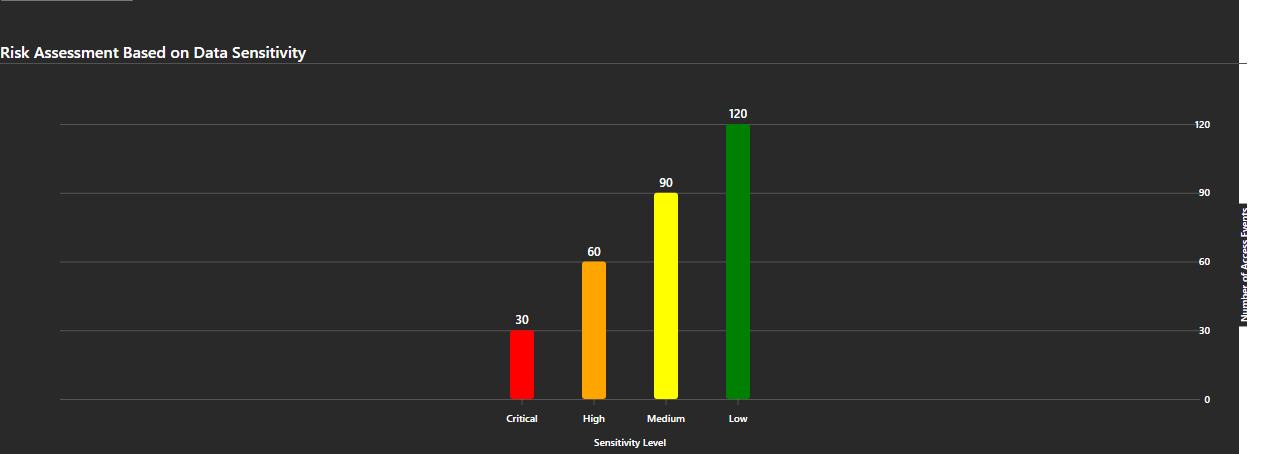 Risk Assessment Based on Data Sensitivity
120
90
60
30
120
90
60
30
0
Number of Access Events
Critical
High
Medium
Low
Sensitivity Level